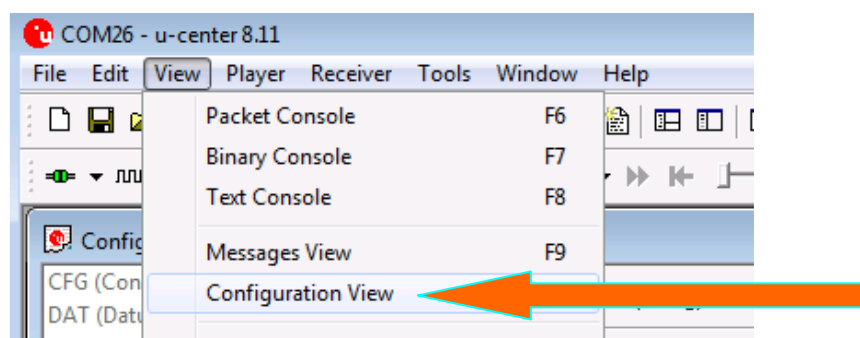 COM26 - u-center 8.11
File Edit View Player Receiver Tools Window Help
Packet Console F6
Binary Console F7
Text Console F8
Messages View F9
Configuration View
Config
CFG (Con
DAT (Datu